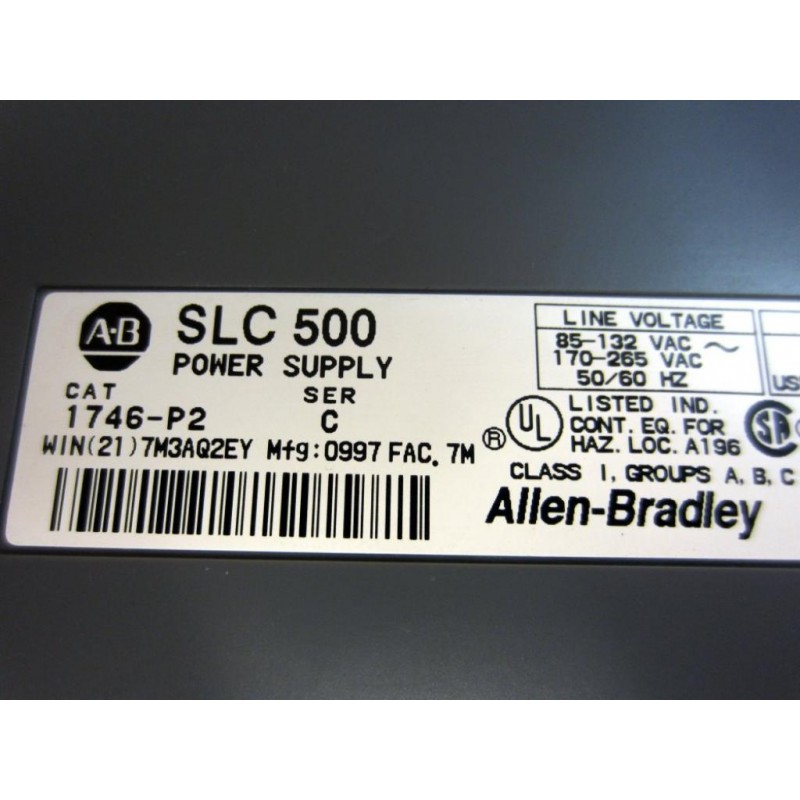 A-B
SLC 500
POWER SUPPLY
CAT
SER
1746-P2
C
WIN(21)7M3AQ2EY Mfg:0997 FAC. 7M
LINE VOLTAGE
85-132 VAC ~
170-265 VAC
50/60 HZ
US
UL ®
LISTED IND.
CONT. EQ. FOR
HAZ. LOC. A196
SA
CLASS I, GROUPS A, B, C
Allen-Bradley